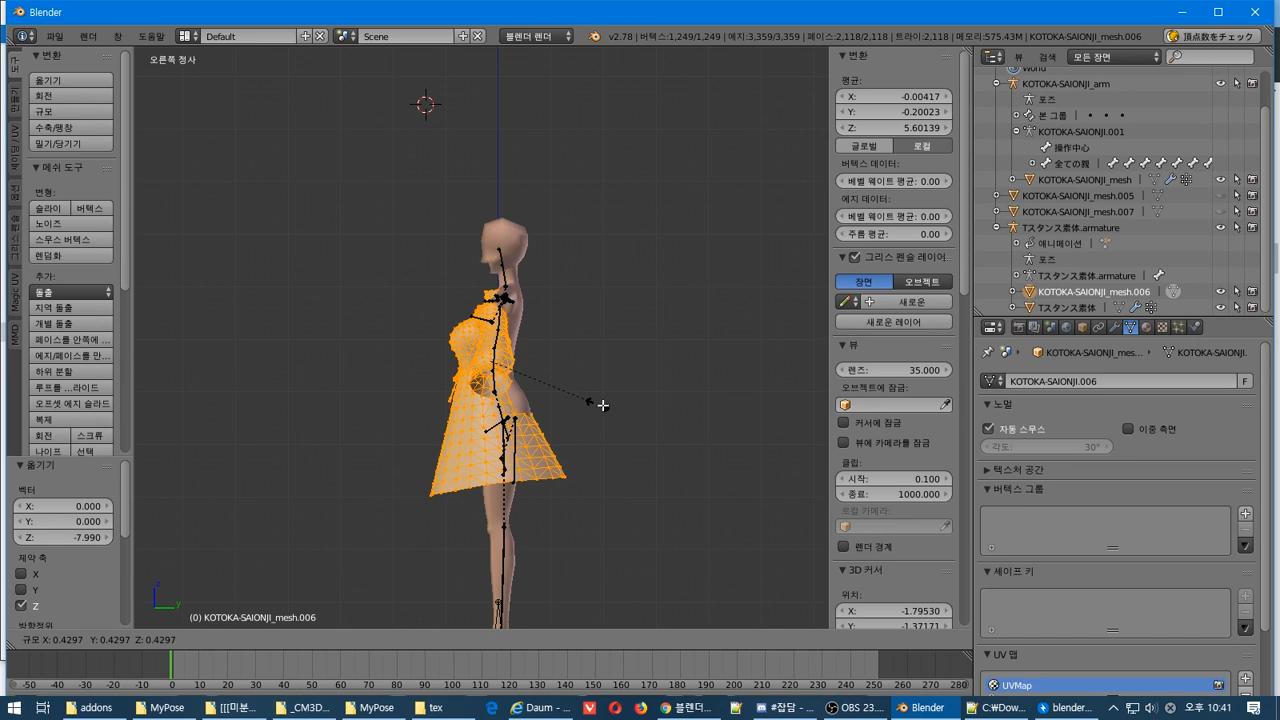 Blender
파일 렌더 창 도움말 Default Scene 블렌더 렌더 v2.78 | 버텍스:1,249/1,249 | 에지:3,359/3,359 | 페이스:2,118/2,118 | 트라이:2,118 | 메모리:575.43M | KOTOKA-SAIONJI_mesh.006 頂点数をチェック
변환
옮기기
회전
규모
수축/팽창
밀기/당기기
메쉬 도구
변형:
슬라이 버텍스
노이즈
스무스 버텍스
렌덤화
추가:
돌출
지역 돌출
개별 돌출
페이스를 안쪽에 ...
에지/페이스를 만...
하위 분할
루프를 ...라이드
오프셋 에지 슬라드
복제
회전 스크류
나이프 선택
Magic UV
MMD
옮기기
벡터
X: 0.000
Y: 0.000
Z: -7.990
제약 축
X
Y
Z
오른쪽 정사
(0) KOTOKA-SAIONJI_mesh.006
규모 X: 0.4297 Y: 0.4297 Z: 0.4297
변환
평균:
X: -0.00417
Y: -0.20023
Z: 5.60139
글로벌 로컬
버텍스 데이터:
베벨 웨이트 평균: 0.00
에지 데이터:
베벨 웨이트 평균: 0.00
주름 평균: 0.00
그리스 펜슬 레이어
장면 오브젝트
새로운
새로운 레이어
뷰
렌즈: 35.000
오브젝트에 잠금:
커서에 잠금
뷰에 카메라를 잠금
클립:
시작: 0.100
종료: 1000.000
로컬 카메라:
렌더 경계
3D 커서
위치:
X: -1.79530
Y: -1.37171
뷰 검색 모든 장면
World
KOTOKA-SAIONJI_arm
포즈
본 그룹
KOTOKA-SAIONJI.001
操作中心
全ての親
KOTOKA-SAIONJI_mesh
KOTOKA-SAIONJI_mesh.005
KOTOKA-SAIONJI_mesh.007
Tスタンス素体.armature
애니메이션
포즈
Tスタンス素体.armature
KOTOKA-SAIONJI_mesh.006
Tスタンス素体
KOTOKA-SAIONJI_mes... KOTOKA-SAIONJI.
KOTOKA-SAIONJI.006 F
노멀
자동 스무스 이중 측면
각도: 30°
텍스처 공간
버텍스 그룹
셰이프 키
UV 맵
UVMap
-50 -40 -30 -20 -10 0 10 20 30 40 50 60 70 80 90 100 110 120 130 140 150 160 170 180 190 200 210 220 230 240 250 260 270 280
addons MyPose [[[미분... _CM3D... MyPose tex Daum - ... 블렌더... #잡담 - ... OBS 23.... Blender C:₩Dow... blender... 오후 10:41